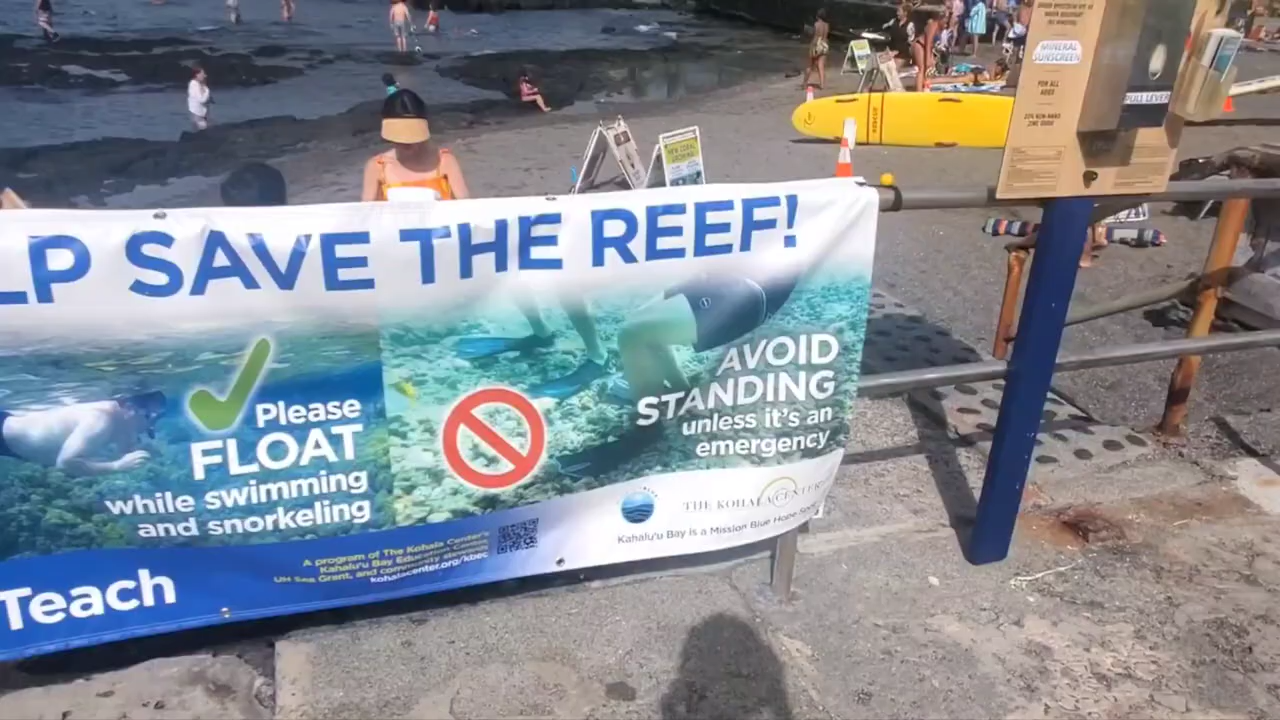 LP SAVE THE REEF!
Please
FLOAT
while swimming
and snorkeling
AVOID
STANDING
unless it's an
emergency
Teach
A program of The Kohala Center's
Kahalu'u Bay Education Center,
UH Sea Grant, and community stewards
kohalacenter.org/kbec
THE KOHALA CENTER
Kahalu'u Bay is a Mission Blue Hope
MINERAL
SUNSCREEN
FOR ALL
AGES
PULL LEVER
RESCUE